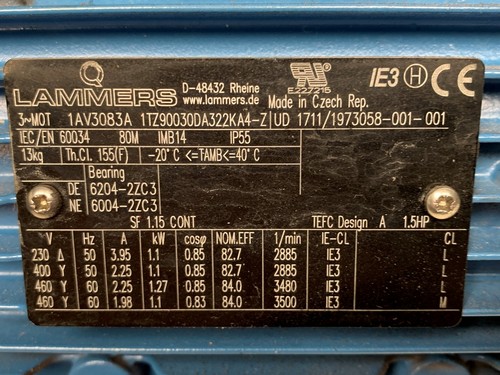 LAMMERS
D-48432 Rheine
www.lammers.de
E227215
Made in Czech Rep.
IE3 H CE
3~MOT 1AV3083A 1TZ90030DA322KA4-Z UD 1711/1973058-001-001
IEC/EN 60034 80M IMB14 IP55
13kg Th.Cl. 155(F) -20°C <=TAMB<=40°C
Bearing
DE 6204-2ZC3
NE 6004-2ZC3
SF 1.15 CONT TEFC Design A 1.5HP
V Hz A kW cosφ NOM.EFF 1/min IE-CL CL
230 Δ 50 3.95 1.1 0.85 82.7 2885 IE3 L
400 Y 50 2.25 1.1 0.85 82.7 2885 IE3 L
460 Y 60 2.25 1.27 0.85 84.0 3480 IE3 L
460 Y 60 1.98 1.1 0.83 84.0 3500 IE3 M